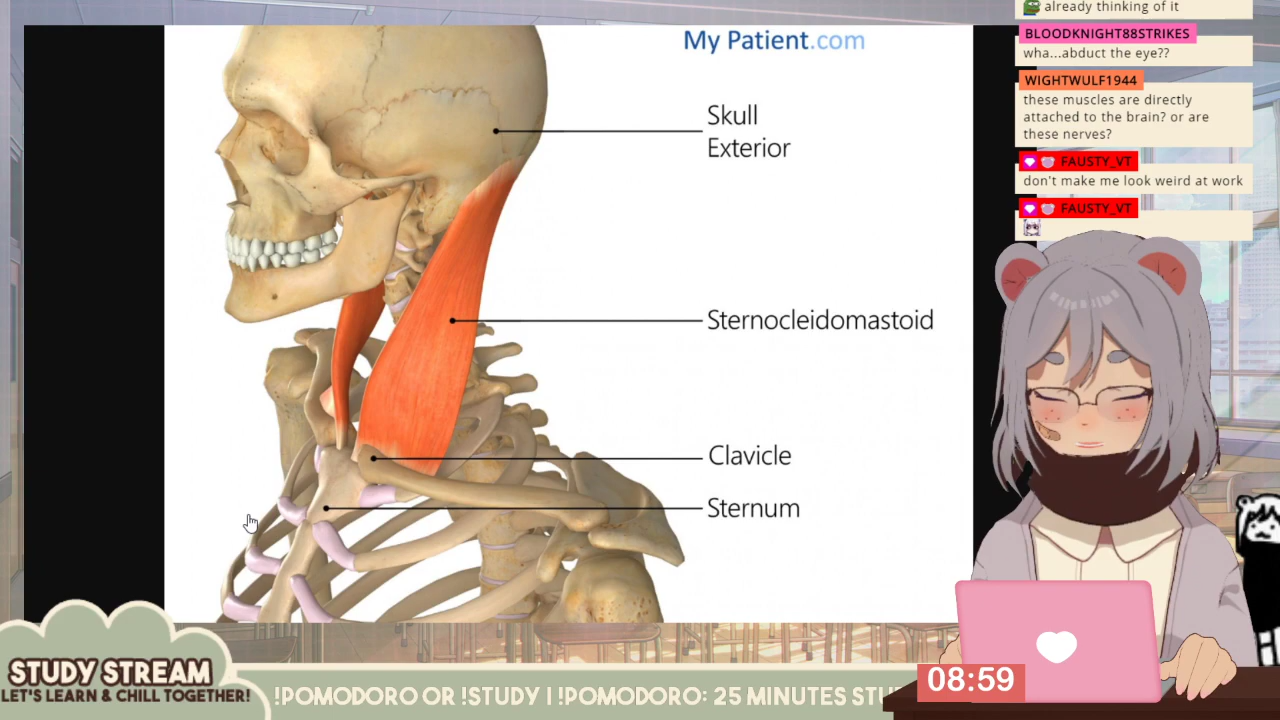 My Patient.com
Skull
Exterior
Sternocleidomastoid
Clavicle
Sternum
already thinking of it
BLOODKNIGHT88STRIKES
wha...abduct the eye??
WIGHTWULF1944
these muscles are directly
attached to the brain? or are
these nerves?
FAUSTY_VT
don't make me look weird at work
FAUSTY_VT
STUDY STREAM
LET'S LEARN & CHILL TOGETHER!
!POMODORO OR !STUDY | !POMODORO: 25 MINUTES STU
08:59